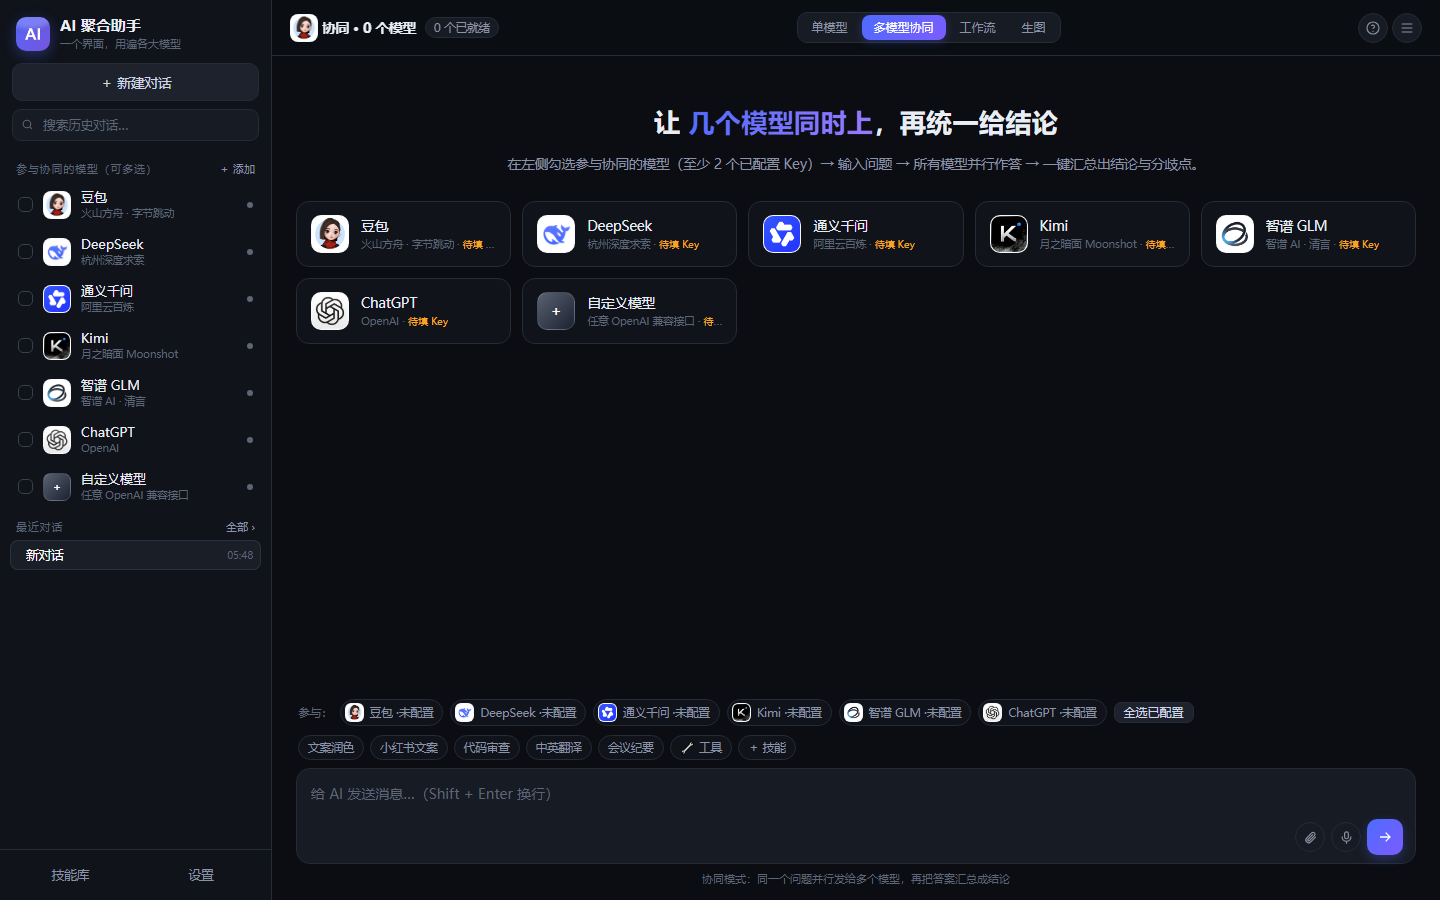 AI
AI 聚合助手
一个界面，用遍各大模型
+ 新建对话
搜索历史对话...
参与协同的模型（可多选）
+ 添加
豆包
火山方舟 · 字节跳动
DeepSeek
杭州深度求索
通义千问
阿里云百炼
Kimi
月之暗面 Moonshot
智谱 GLM
智谱 AI · 清言
ChatGPT
OpenAI
自定义模型
任意 OpenAI 兼容接口
最近对话
全部 ›
新对话
05:48
技能库
设置
协同 • 0 个模型
0 个已就绪
单模型
多模型协同
工作流
生图
让 几个模型同时上，再统一给结论
在左侧勾选参与协同的模型（至少 2 个已配置 Key）→ 输入问题 → 所有模型并行作答 → 一键汇总出结论与分歧点。
豆包
火山方舟 · 字节跳动 · 待填 ...
DeepSeek
杭州深度求索 · 待填 Key
通义千问
阿里云百炼 · 待填 Key
Kimi
月之暗面 Moonshot · 待填...
智谱 GLM
智谱 AI · 清言 · 待填 Key
ChatGPT
OpenAI · 待填 Key
自定义模型
任意 OpenAI 兼容接口 · 待...
参与：
豆包 ·未配置
DeepSeek ·未配置
通义千问 ·未配置
Kimi ·未配置
智谱 GLM ·未配置
ChatGPT ·未配置
全选已配置
文案润色
小红书文案
代码审查
中英翻译
会议纪要
工具
+ 技能
给 AI 发送消息...（Shift + Enter 换行）
协同模式：同一个问题并行发给多个模型，再把答案汇总成结论